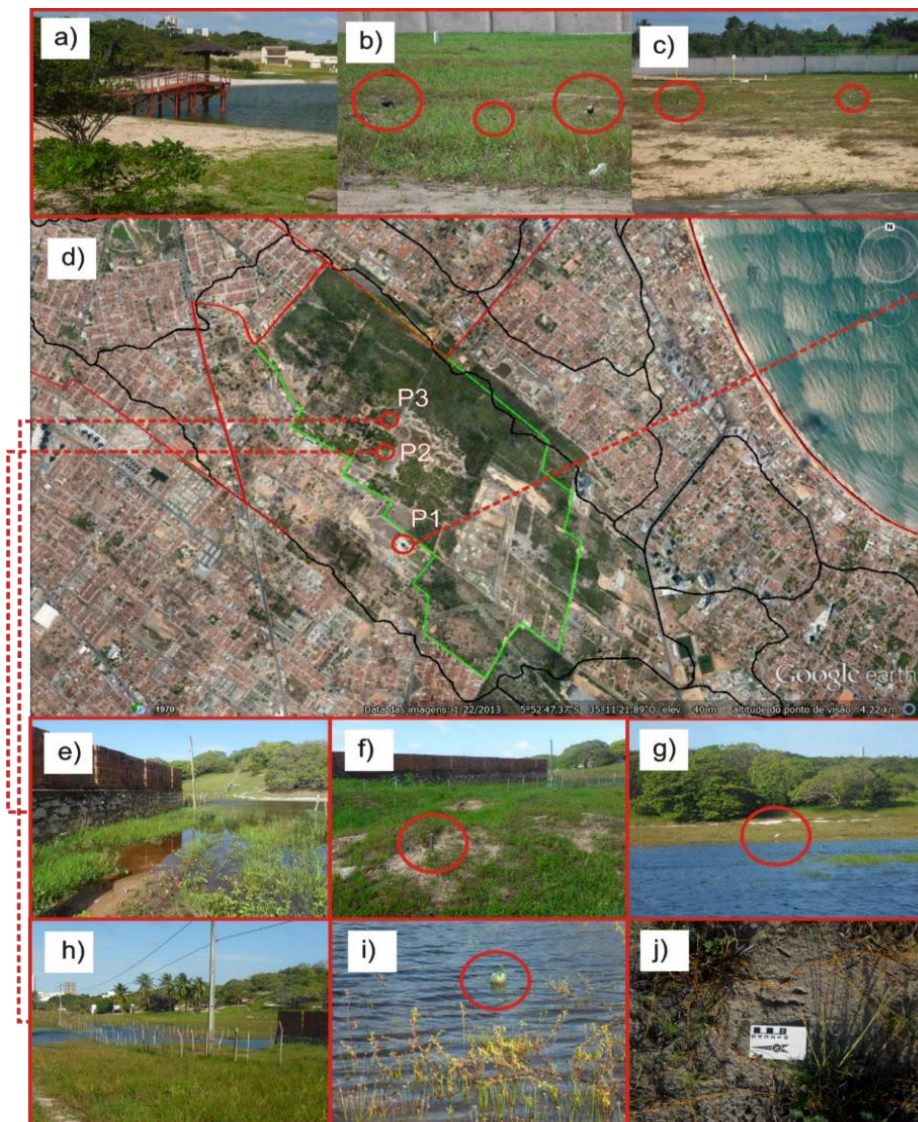 a)
b)
c)
d)
P3
P2
P1
N
Google earth
1970
Data das imagens: 1/22/2013 5°52'47.37"S, 35°11'21.89"O elev 40 m altitude do ponto de visão 4.22 km
e)
f)
g)
h)
i)
j)